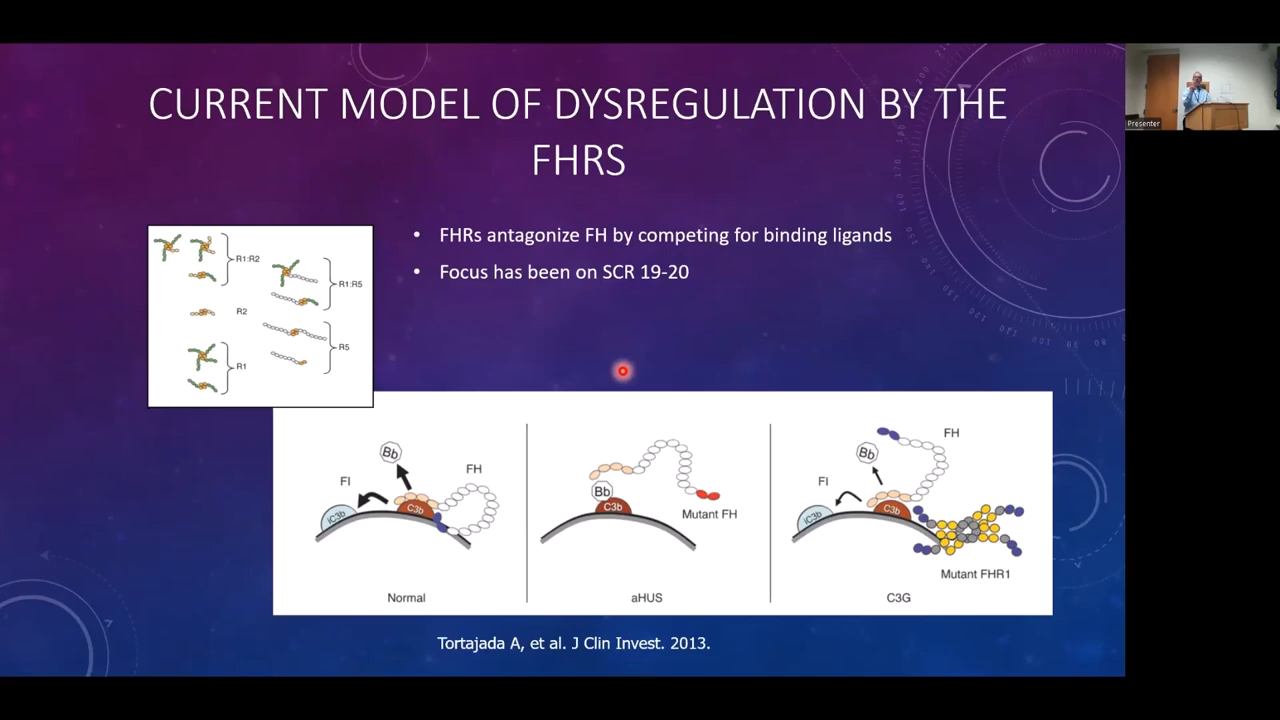 CURRENT MODEL OF DYSREGULATION BY THE
FHRS
Presenter
• FHRs antagonize FH by competing for binding ligands
• Focus has been on SCR 19-20
R1:R2
R2
R1
R1:R5
R5
Bb
FI
FH
iC3b
C3b
Normal
Bb
C3b
Mutant FH
aHUS
FH
Bb
FI
iC3b
C3b
Mutant FHR1
C3G
Tortajada A, et al. J Clin Invest. 2013.